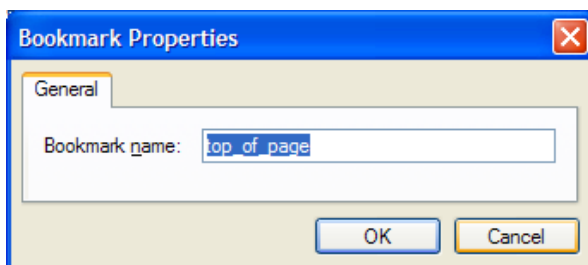 Bookmark Properties
General
Bookmark name: top_of_page
OK Cancel